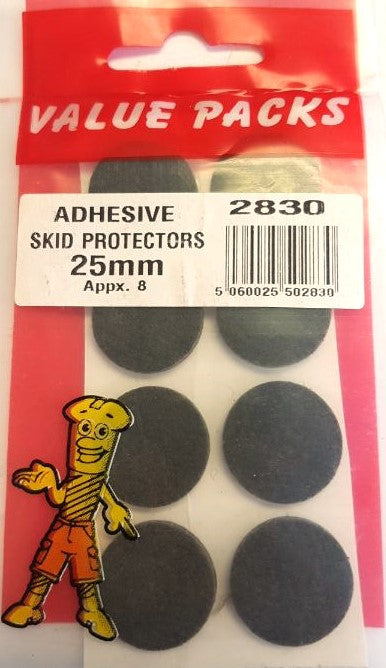 VALUE PACKS
ADHESIVE
SKID PROTECTORS
25mm
Appx. 8
2830
5 060025 502830